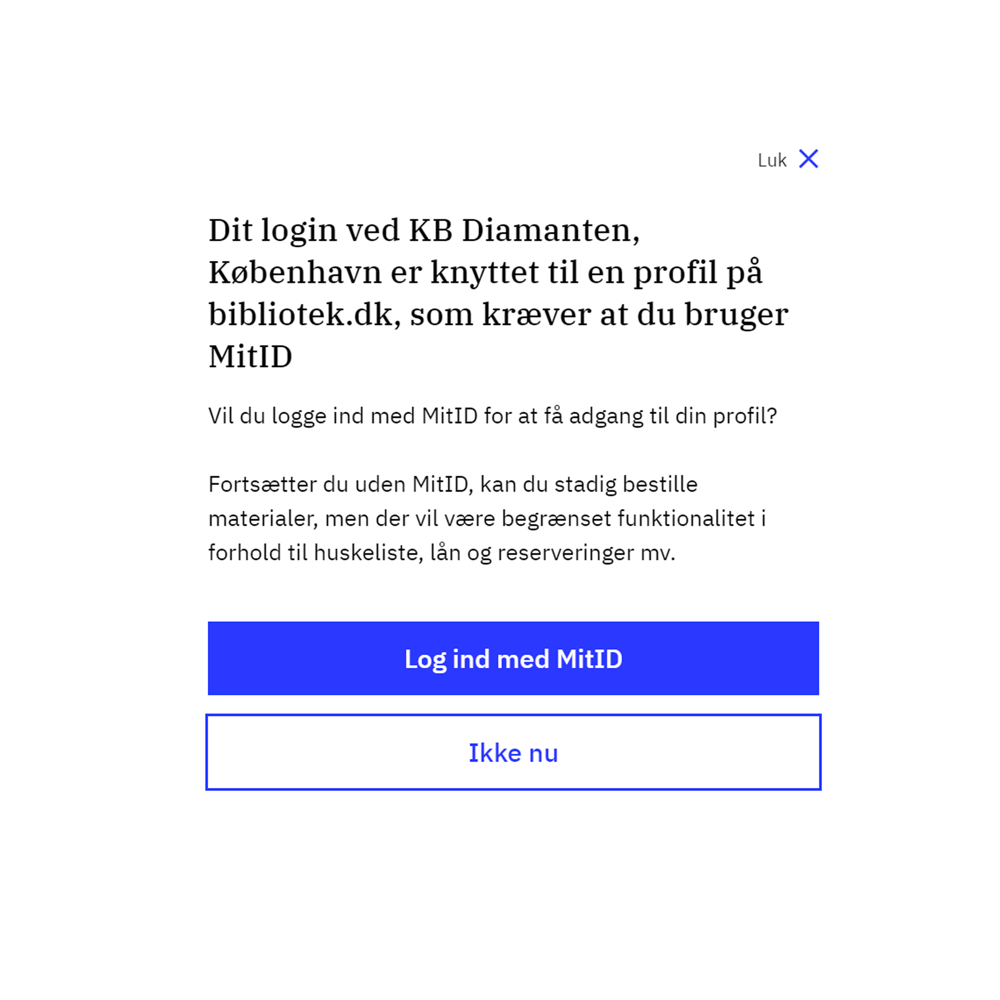 Luk
Dit login ved KB Diamanten,
København er knyttet til en profil på
bibliotek.dk, som kræver at du bruger
MitID
Vil du logge ind med MitID for at få adgang til din profil?
Fortsætter du uden MitID, kan du stadig bestille
materialer, men der vil være begrænset funktionalitet i
forhold til huskeliste, lån og reserveringer mv.
Log ind med MitID
Ikke nu